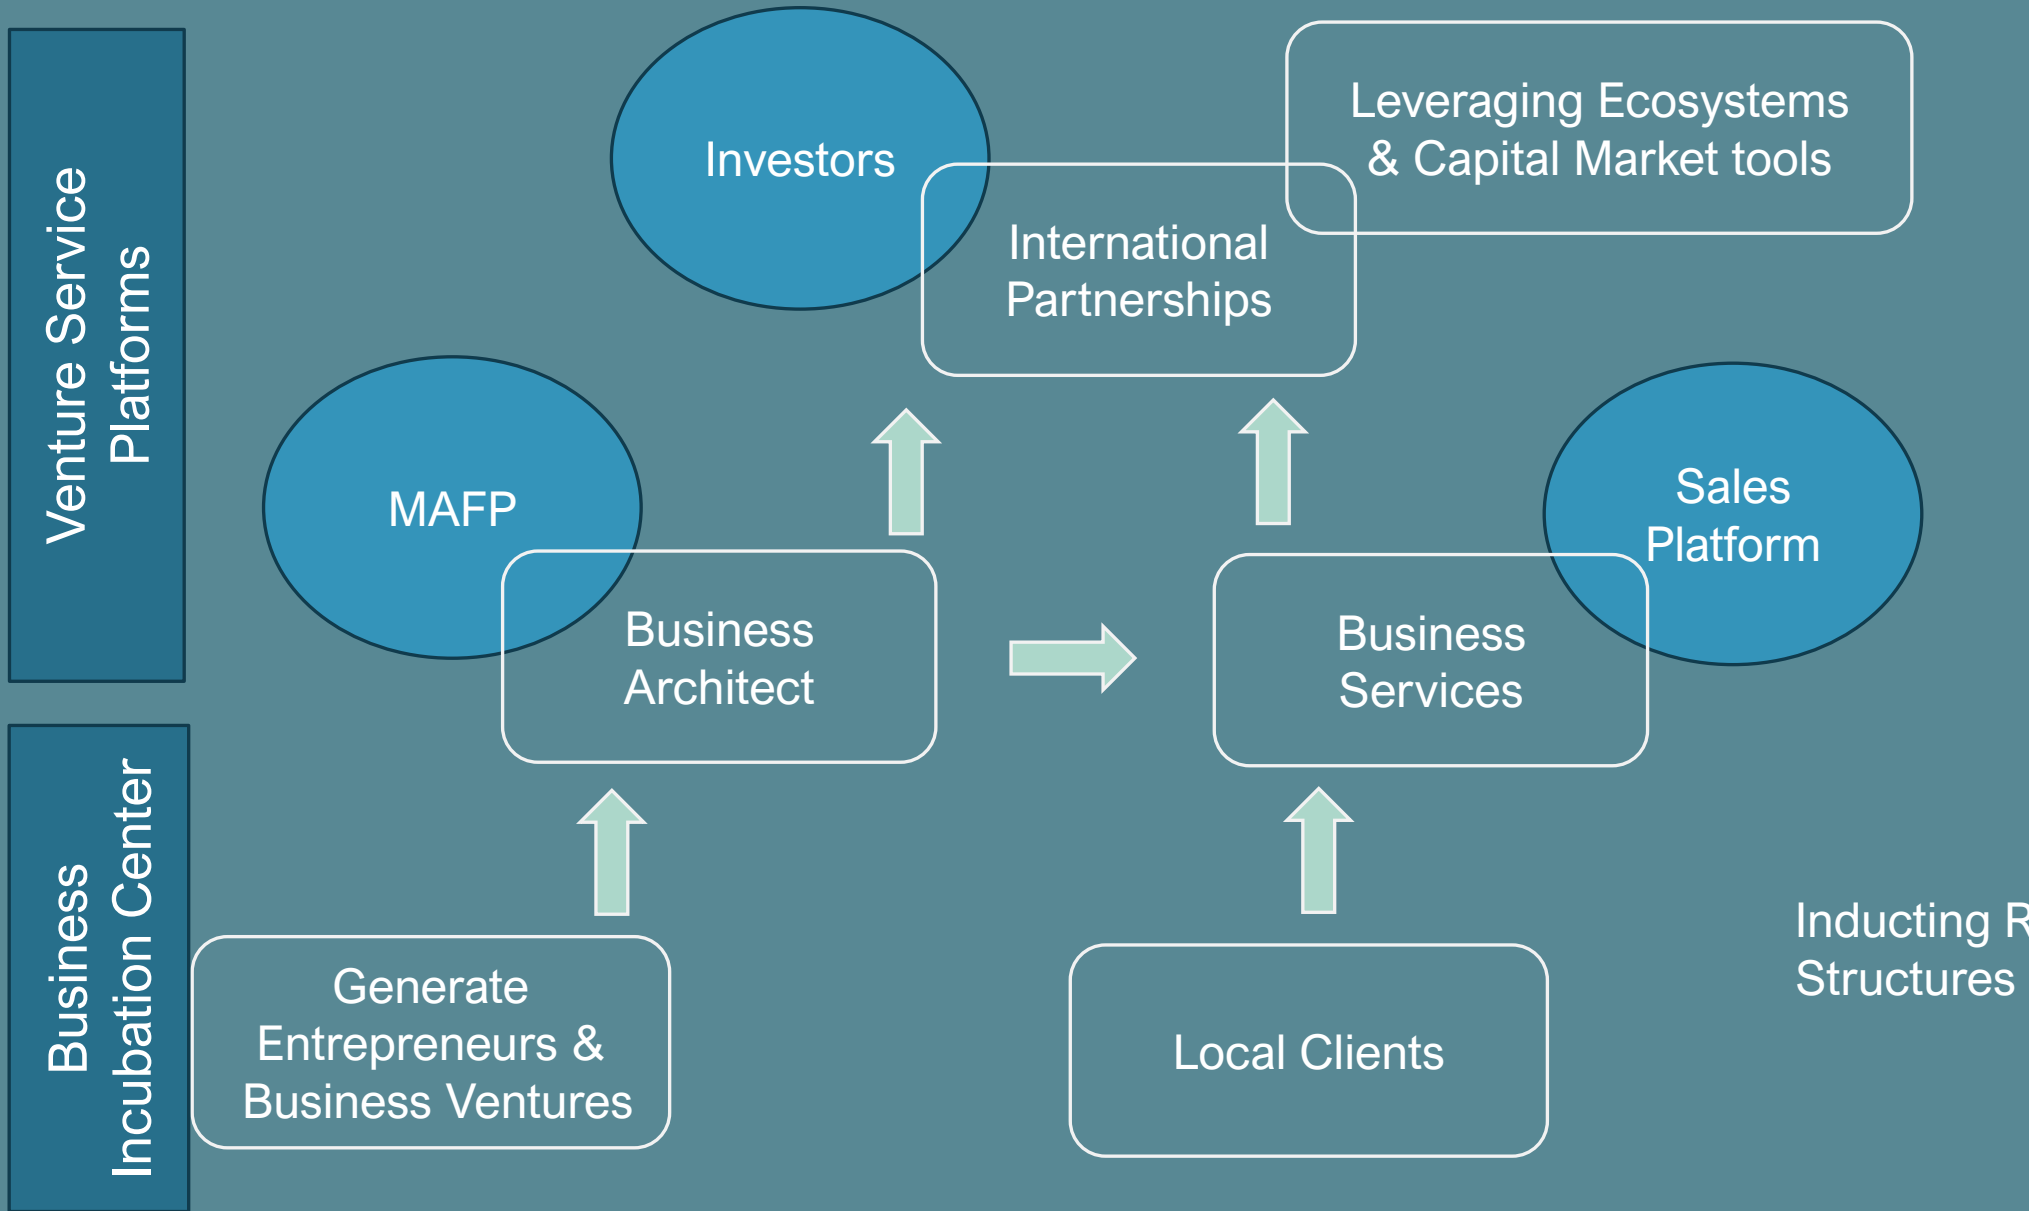 Venture Service
Platforms
Investors
Leveraging Ecosystems
& Capital Market tools
International
Partnerships
MAFP
Sales
Platform
Business
Architect
Business
Services
Business
Incubation Center
Generate
Entrepreneurs &
Business Ventures
Local Clients
Inducting
Structures